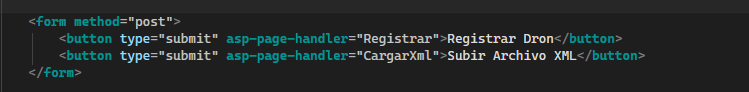 <form method="post">
<button type="submit" asp-page-handler="Registrar">Registrar Dron</button>
<button type="submit" asp-page-handler="CargarXml">Subir Archivo XML</button>
</form>